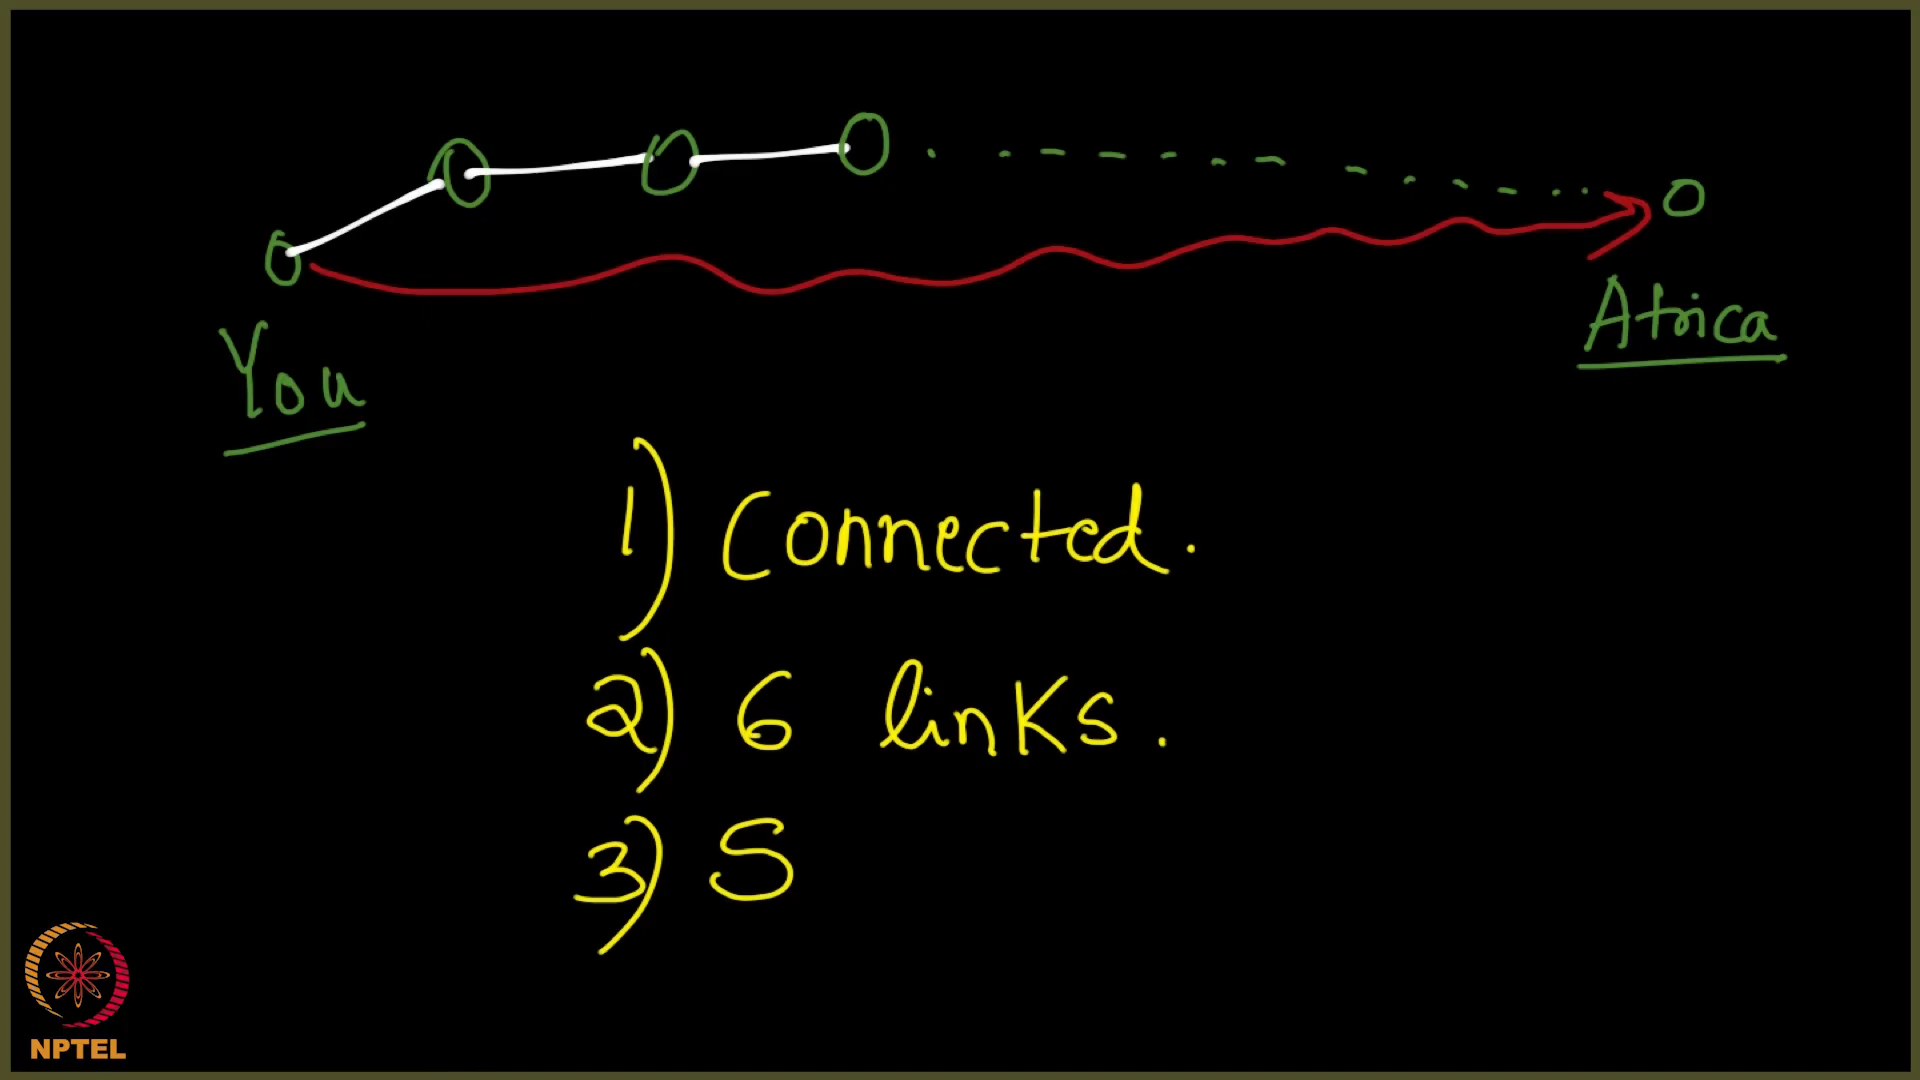 You
Africa
1) Connected.
2) 6 links.
3) S
NPTEL